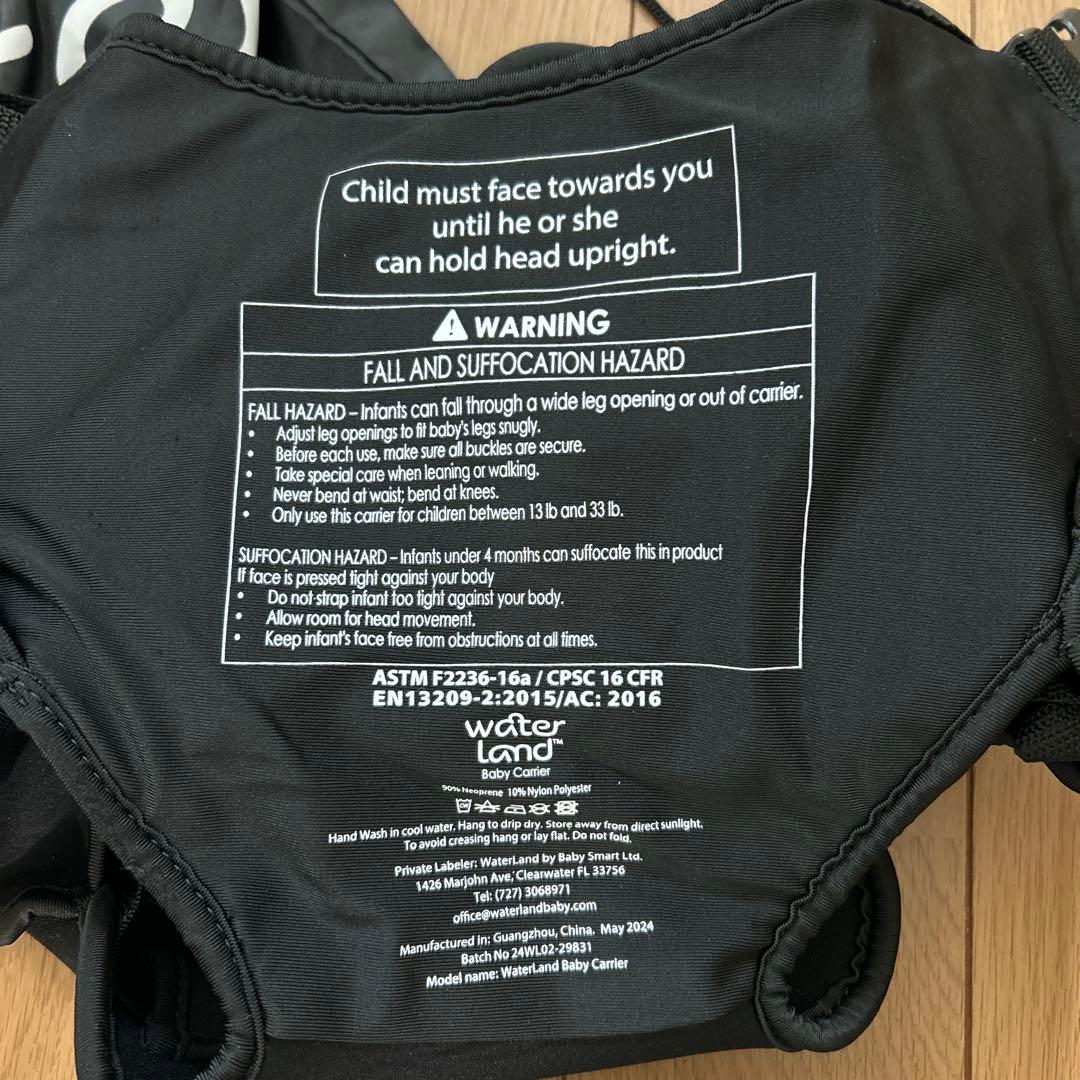 Child must face towards you
until he or she
can hold head upright.
WARNING
FALL AND SUFFOCATION HAZARD
FALL HAZARD – Infants can fall through a wide leg opening or out of carrier.
• Adjust leg openings to fit baby's legs snugly.
• Before each use, make sure all buckles are secure.
• Take special care when leaning or walking.
• Never bend at waist; bend at knees.
• Only use this carrier for children between 13 lb and 33 lb.
SUFFOCATION HAZARD – Infants under 4 months can suffocate this in product
If face is pressed tight against your body
• Do not strap infant too tight against your body.
• Allow room for head movement.
• Keep infant's face free from obstructions at all times.
ASTM F2236-16a / CPSC 16 CFR
EN13209-2:2015/AC: 2016
water
Land™
Baby Carrier
90% Neoprene 10% Nylon Polyester
Hand Wash in cool water. Hang to drip dry. Store away from direct sunlight.
To avoid creasing hang or lay flat. Do not fold.
Private Labeler: WaterLand by Baby Smart Ltd.
1426 Marjohn Ave, Clearwater FL 33756
Tel: (727) 3068971
office@waterlandbaby.com
Manufactured in: Guangzhou, China. May 2024
Batch No 24WL02-29831
Model name: WaterLand Baby Carrier